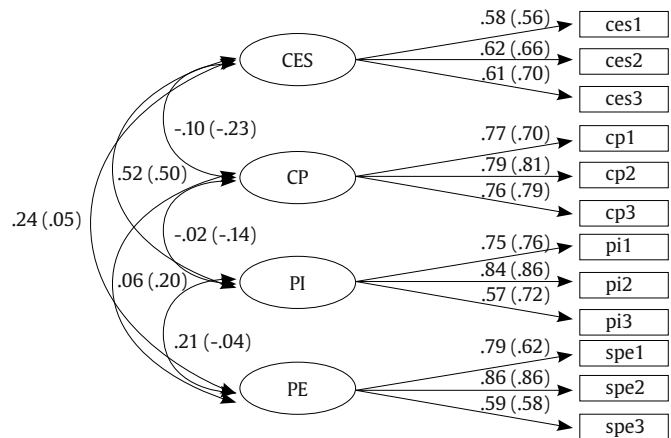 .58 (.56)
ces1
CES
.62 (.66)
ces2
.61 (.70)
ces3
-.10 (-.23)
.77 (.70)
cp1
.52 (.50)
CP
.79 (.81)
cp2
.76 (.79)
cp3
.24 (.05)
-.02 (-.14)
.75 (.76)
pi1
.06 (.20)
PI
.84 (.86)
pi2
.57 (.72)
pi3
.21 (-.04)
.79 (.62)
spe1
PE
.86 (.86)
spe2
.59 (.58)
spe3